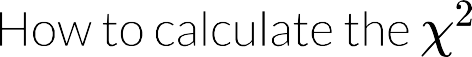 How to calculate the χ²